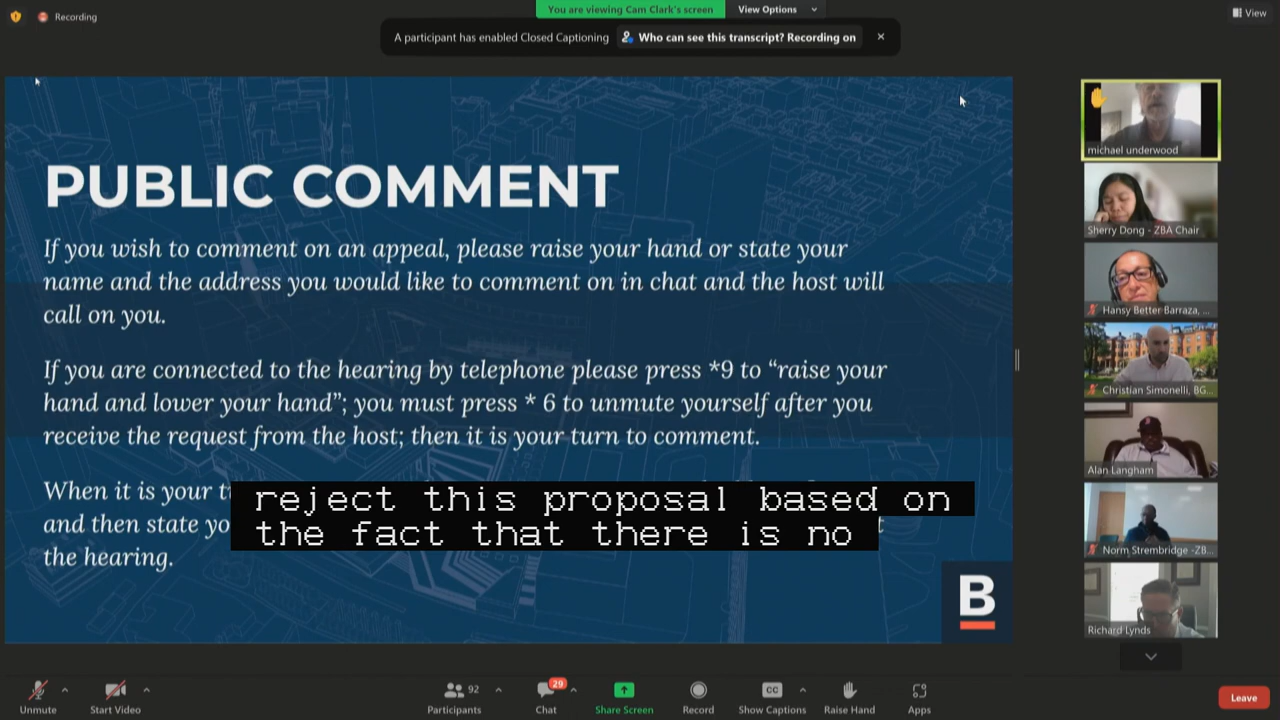 Recording
You are viewing Cam Clark's screen
View Options
View
A participant has enabled Closed Captioning
Who can see this transcript? Recording on
PUBLIC COMMENT
If you wish to comment on an appeal, please raise your hand or state your
name and the address you would like to comment on in chat and the host will
call on you.
If you are connected to the hearing by telephone please press *9 to “raise your
hand and lower your hand”; you must press * 6 to unmute yourself after you
receive the request from the host; then it is your turn to comment.
When it is your
and then state
the hearing.
reject this proposal based on
the fact that there is no
B
michael underwood
Sherry Dong - ZBA Chair
Hansy Better Barraza, ...
Christian Simonelli, BG...
Alan Langham
Norm Strembridge -ZB...
Richard Lynds
Unmute
Start Video
92
Participants
29
Chat
Share Screen
Record
CC
Show Captions
Raise Hand
Apps
Leave